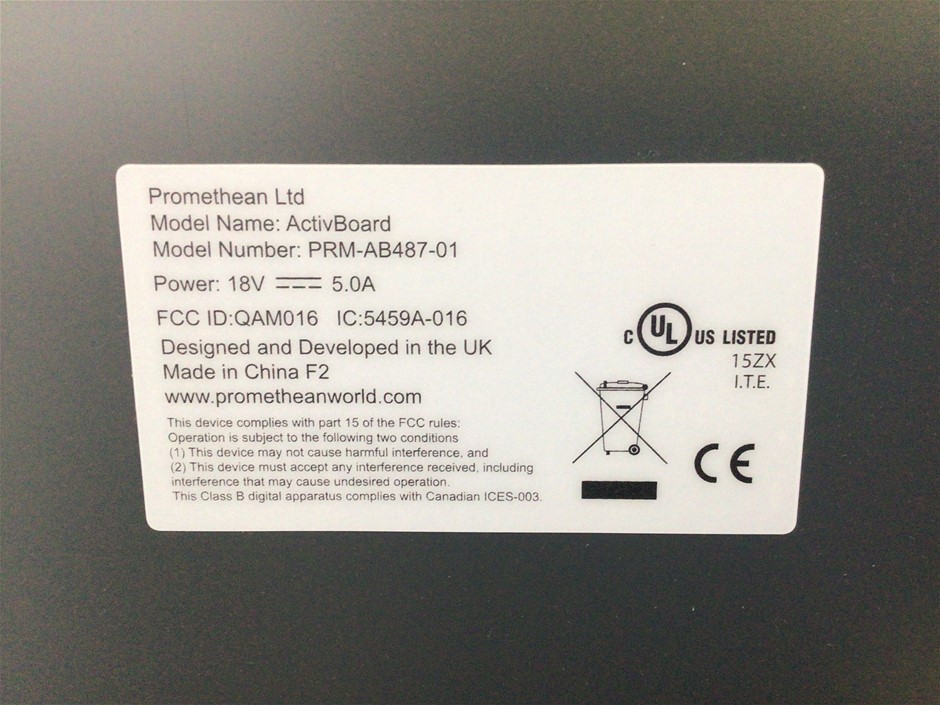 Promethean Ltd
Model Name: ActivBoard
Model Number: PRM-AB487-01
Power: 18V ⎓ 5.0A
FCC ID:QAM016 IC:5459A-016
Designed and Developed in the UK
Made in China F2
www.prometheanworld.com
This device complies with part 15 of the FCC rules:
Operation is subject to the following two conditions
(1) This device may not cause harmful interference, and
(2) This device must accept any interference received, including
interference that may cause undesired operation.
This Class B digital apparatus complies with Canadian ICES-003.
C UL US LISTED
15ZX
I.T.E.
CE